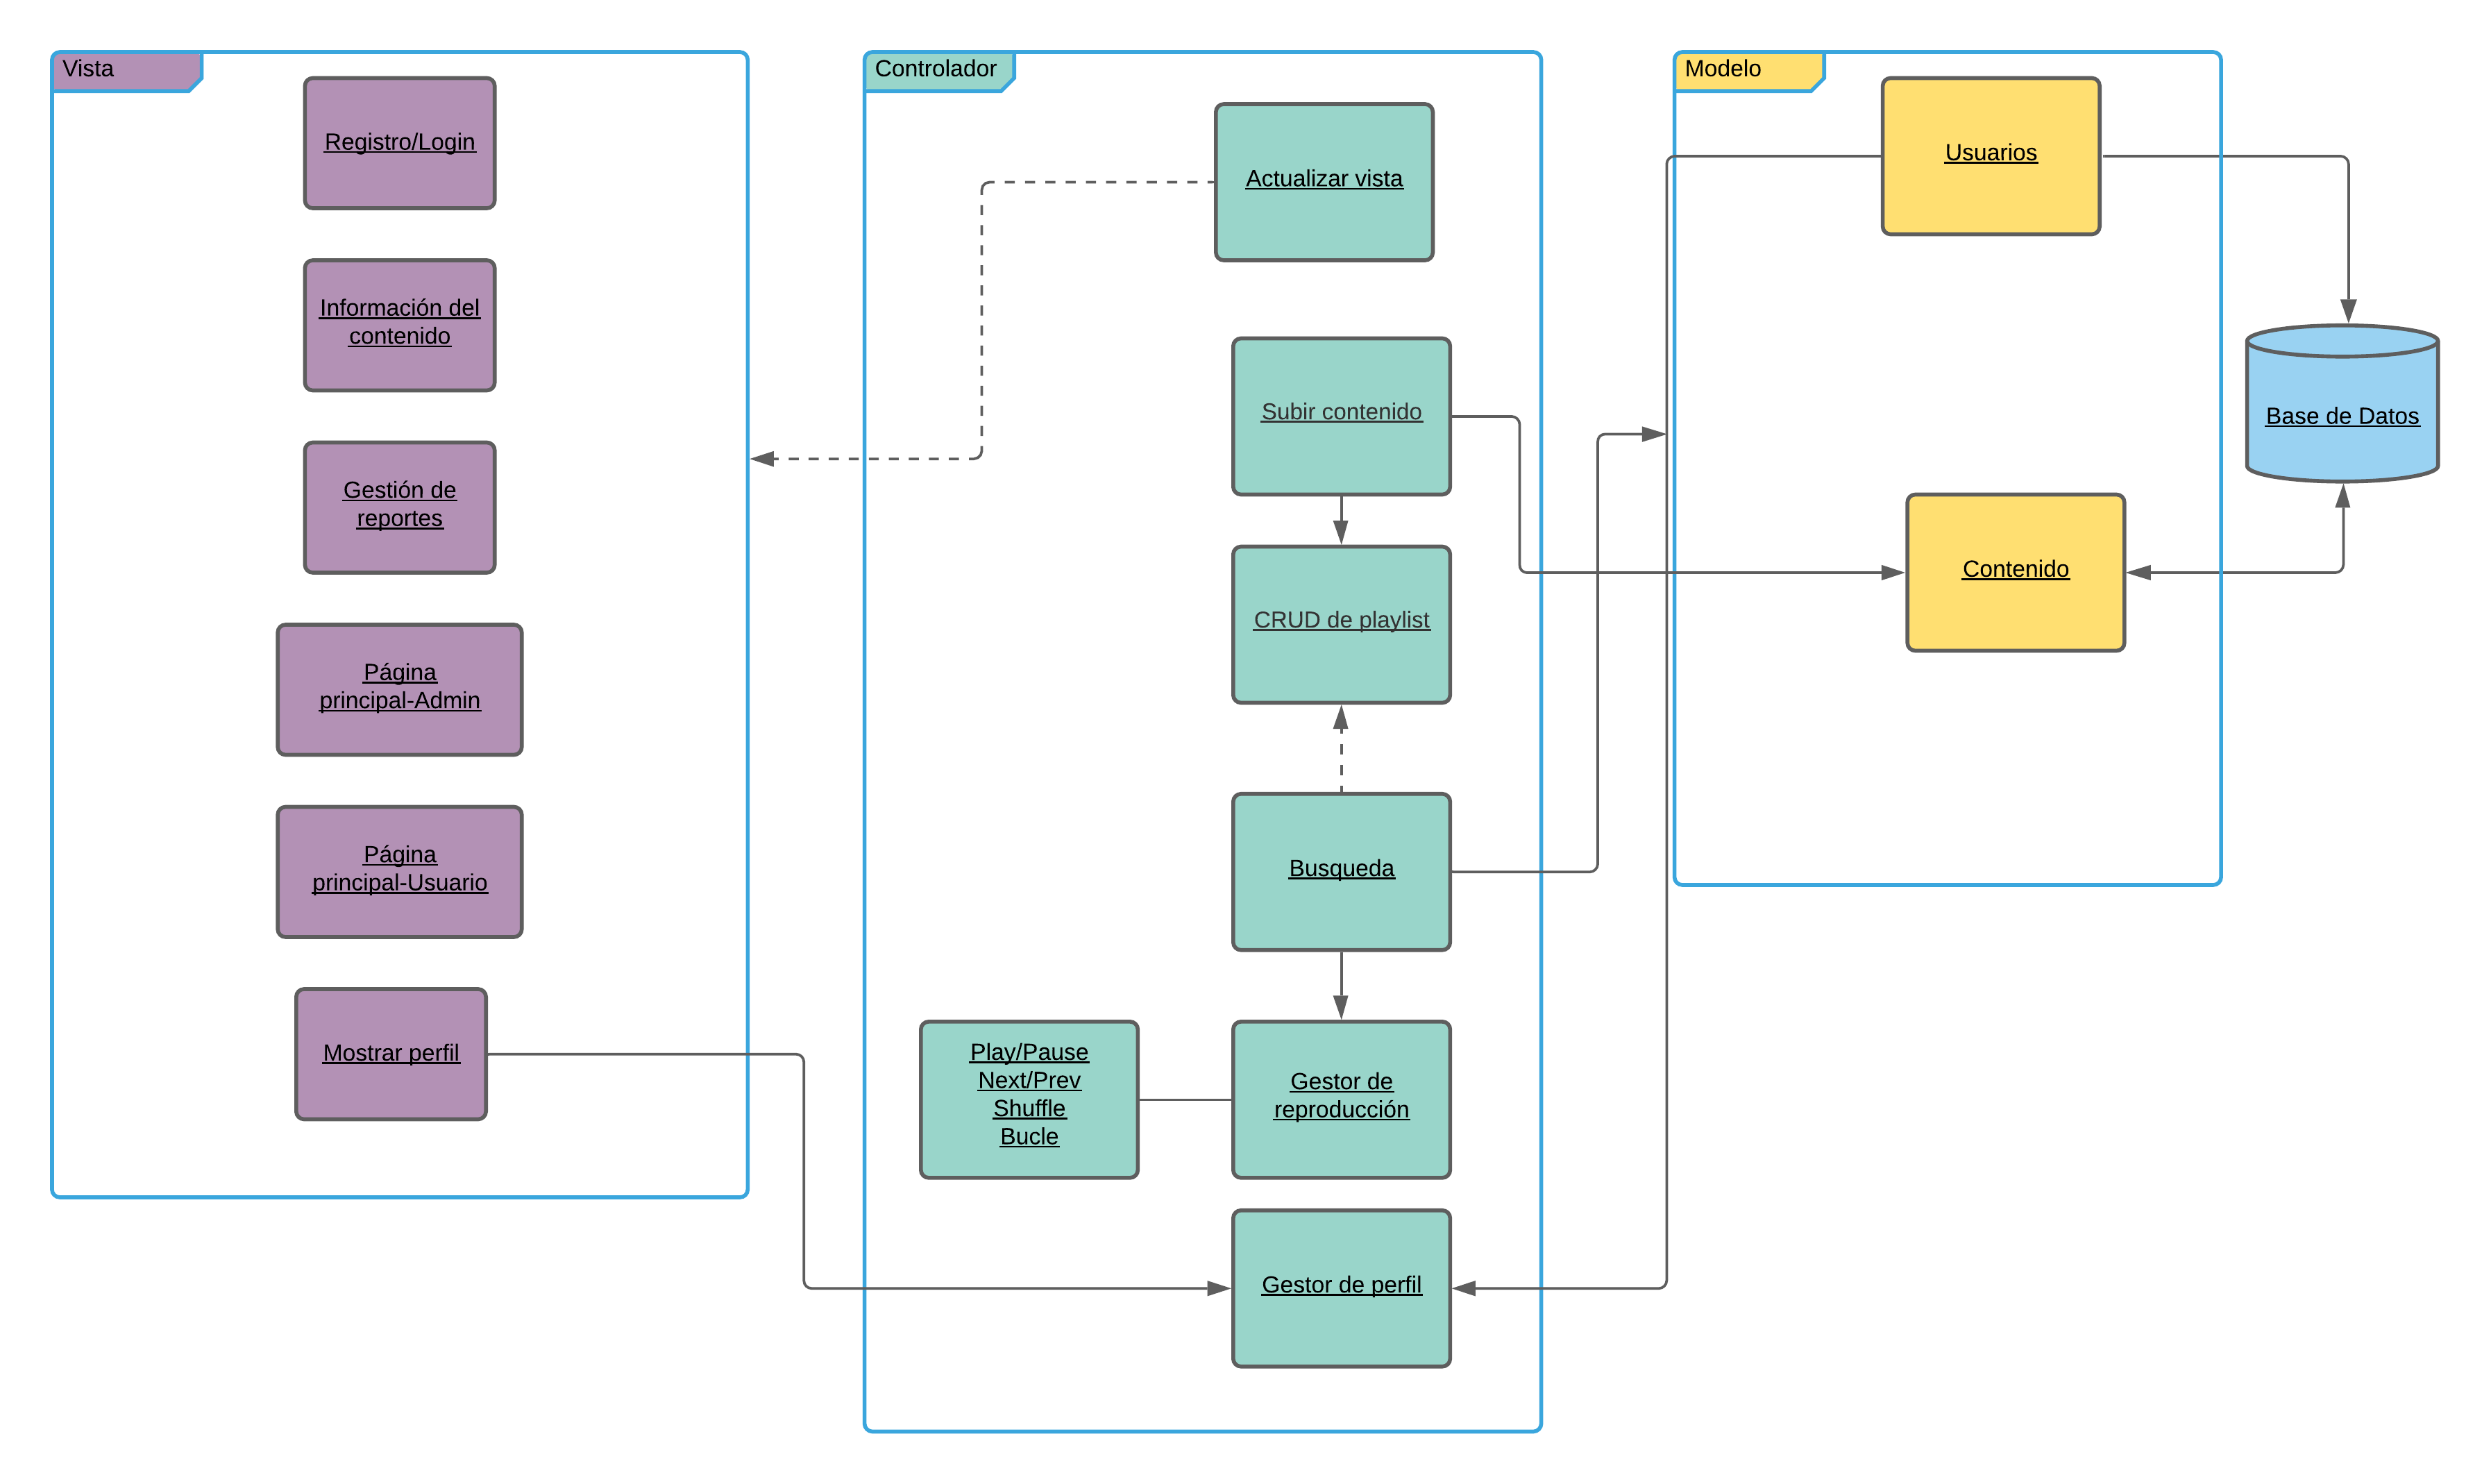 Vista
Registro/Login
Información del
contenido
Gestión de
reportes
Página
principal-Admin
Página
principal-Usuario
Mostrar perfil
Controlador
Actualizar vista
Subir contenido
CRUD de playlist
Busqueda
Play/Pause
Next/Prev
Shuffle
Bucle
Gestor de
reproducción
Gestor de perfil
Modelo
Usuarios
Contenido
Base de Datos